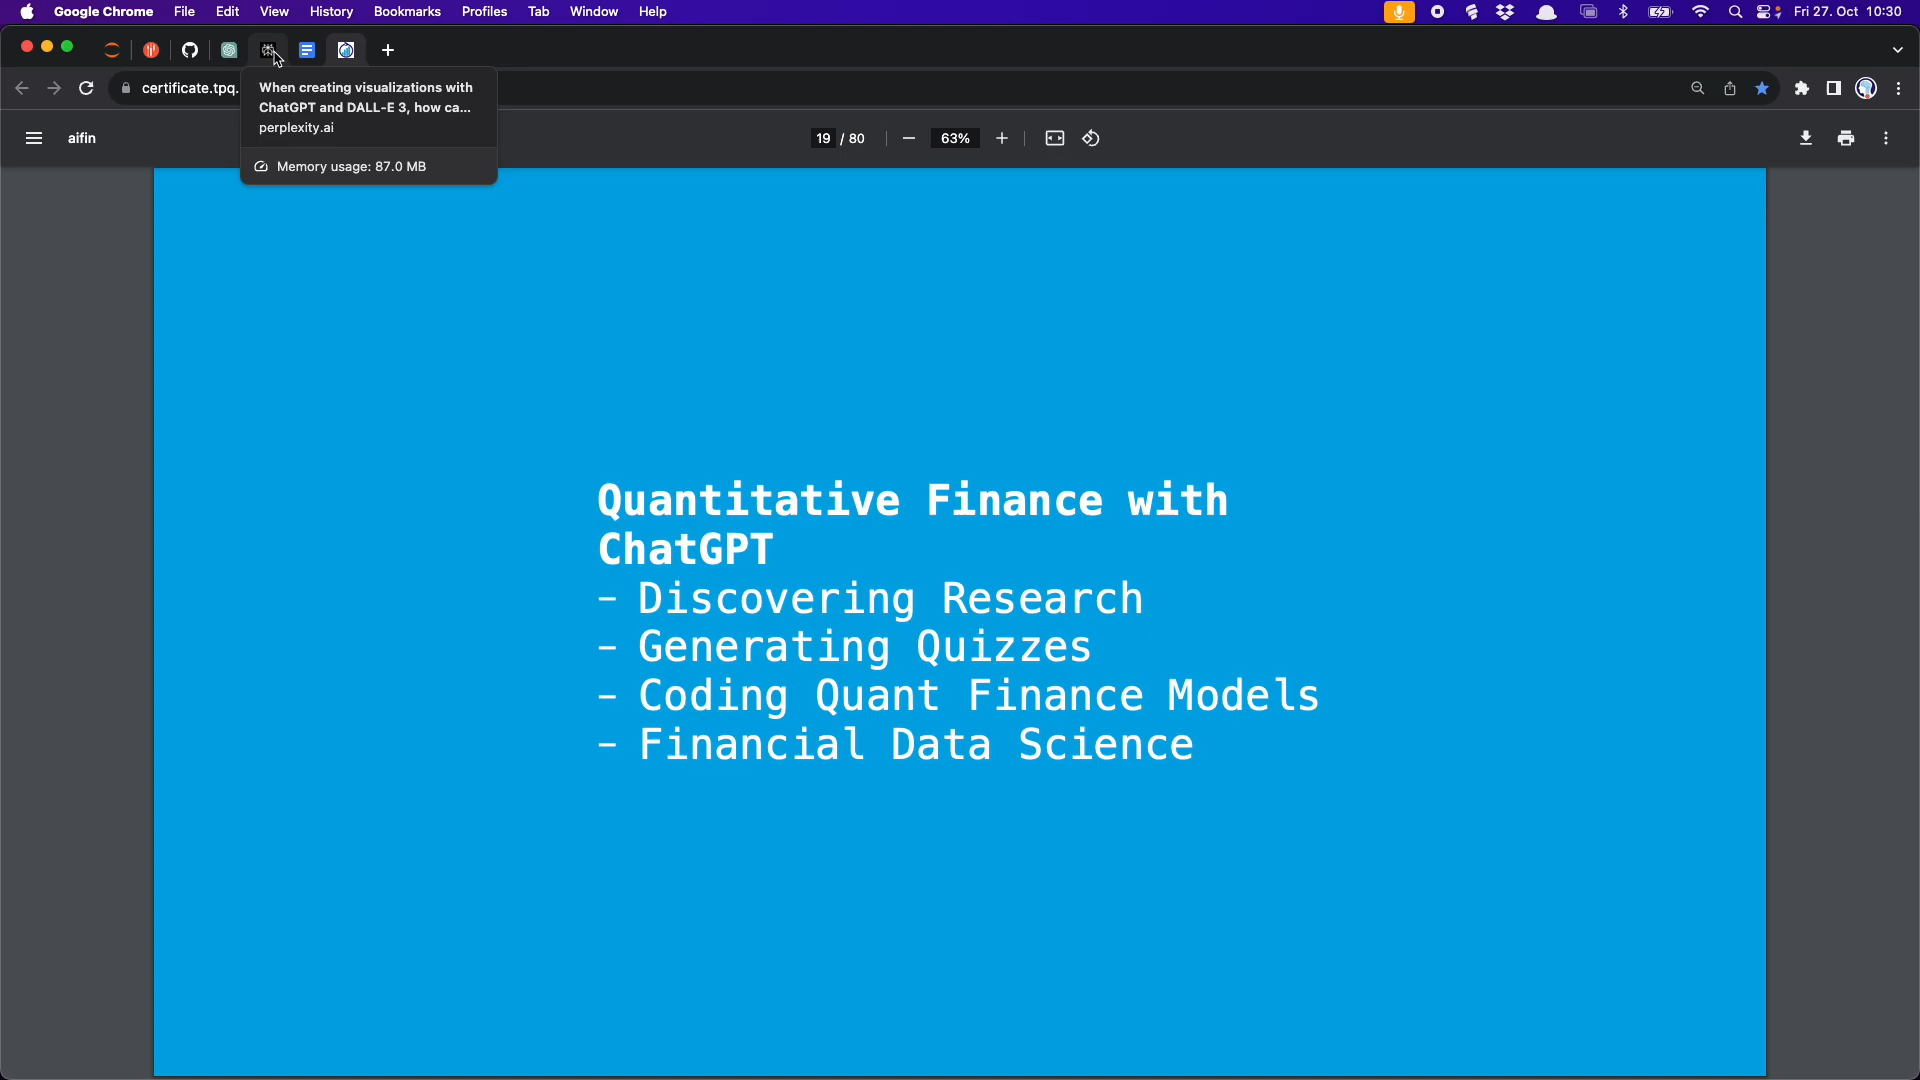 Google Chrome File Edit View History Bookmarks Profiles Tab Window Help Fri 27. Oct 10:30
certificate.tpq.
When creating visualizations with
ChatGPT and DALL-E 3, how ca...
perplexity.ai
Memory usage: 87.0 MB
aifin 19 / 80 63%
Quantitative Finance with
ChatGPT
- Discovering Research
- Generating Quizzes
- Coding Quant Finance Models
- Financial Data Science